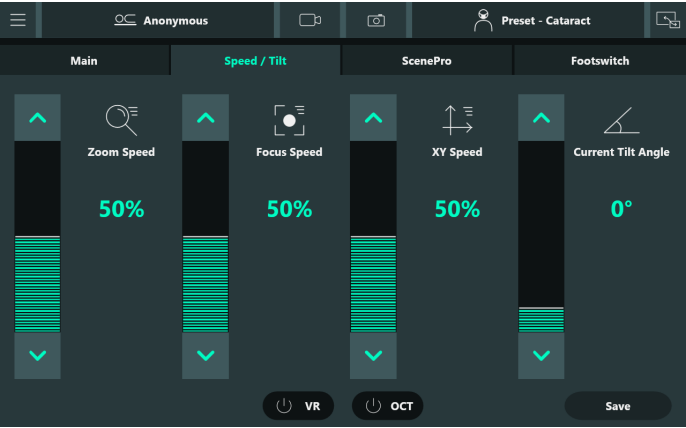 Anonymous
Preset - Cataract
Main
Speed / Tilt
ScenePro
Footswitch
Zoom Speed
Focus Speed
XY Speed
Current Tilt Angle
50%
50%
50%
0°
VR
OCT
Save